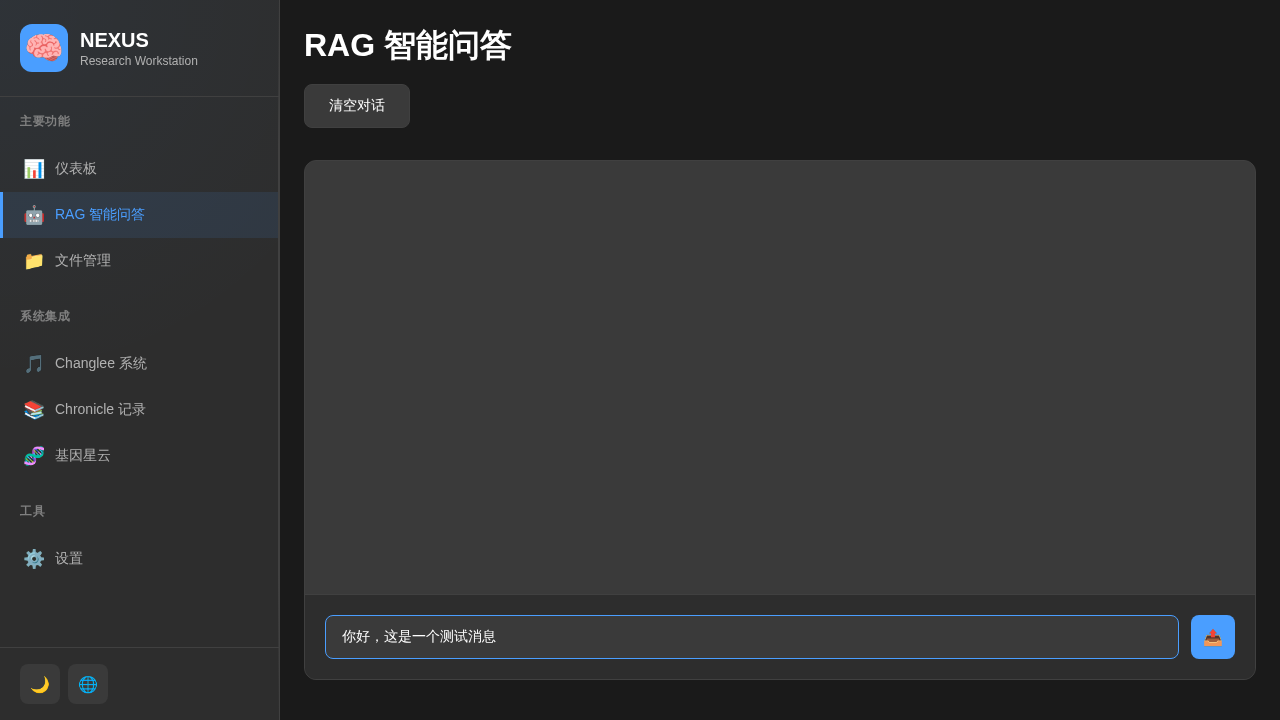 NEXUS
Research Workstation
主要功能
仪表板
RAG 智能问答
文件管理
系统集成
Changlee 系统
Chronicle 记录
基因星云
工具
设置
RAG 智能问答
清空对话
你好，这是一个测试消息